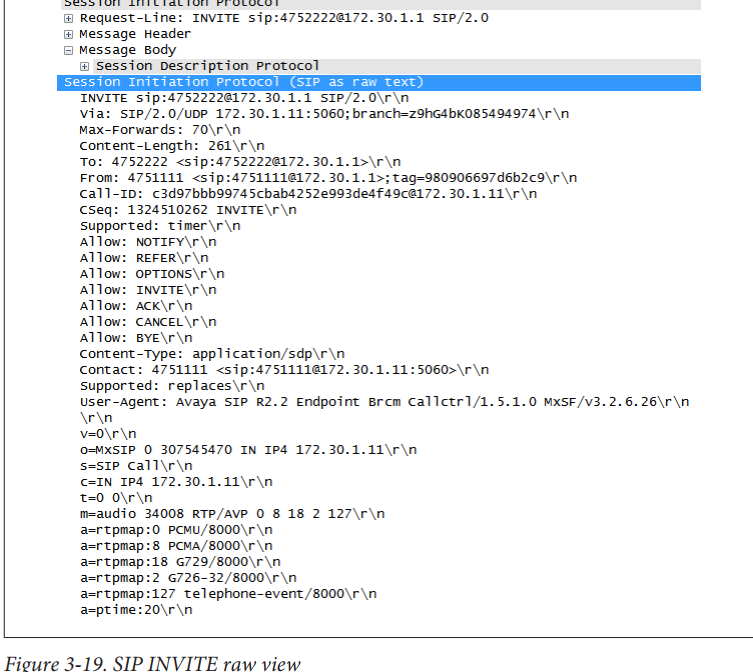 Session Initiation Protocol
Request-Line: INVITE sip:4752222@172.30.1.1 SIP/2.0
Message Header
Message Body
Session Description Protocol
Session Initiation Protocol (SIP as raw text)
INVITE sip:4752222@172.30.1.1 SIP/2.0\r\n
Via: SIP/2.0/UDP 172.30.1.11:5060;branch=z9hG4bK085494974\r\n
Max-Forwards: 70\r\n
Content-Length: 261\r\n
To: 4752222 <sip:4752222@172.30.1.1>\r\n
From: 4751111 <sip:4751111@172.30.1.1>;tag=980906697d6b2c9\r\n
Call-ID: c3d97bbb99745cbab4252e993de4f49c@172.30.1.11\r\n
CSeq: 1324510262 INVITE\r\n
Supported: timer\r\n
Allow: NOTIFY\r\n
Allow: REFER\r\n
Allow: OPTIONS\r\n
Allow: INVITE\r\n
Allow: ACK\r\n
Allow: CANCEL\r\n
Allow: BYE\r\n
Content-Type: application/sdp\r\n
Contact: 4751111 <sip:4751111@172.30.1.11:5060>\r\n
Supported: replaces\r\n
User-Agent: Avaya SIP R2.2 Endpoint Brcm Callctrl/1.5.1.0 MxSF/v3.2.6.26\r\n
\r\n
v=0\r\n
o=MxSIP 0 307545470 IN IP4 172.30.1.11\r\n
s=SIP Call\r\n
c=IN IP4 172.30.1.11\r\n
t=0 0\r\n
m=audio 34008 RTP/AVP 0 8 18 2 127\r\n
a=rtpmap:0 PCMU/8000\r\n
a=rtpmap:8 PCMA/8000\r\n
a=rtpmap:18 G729/8000\r\n
a=rtpmap:2 G726-32/8000\r\n
a=rtpmap:127 telephone-event/8000\r\n
a=ptime:20\r\n
Figure 3-19. SIP INVITE raw view